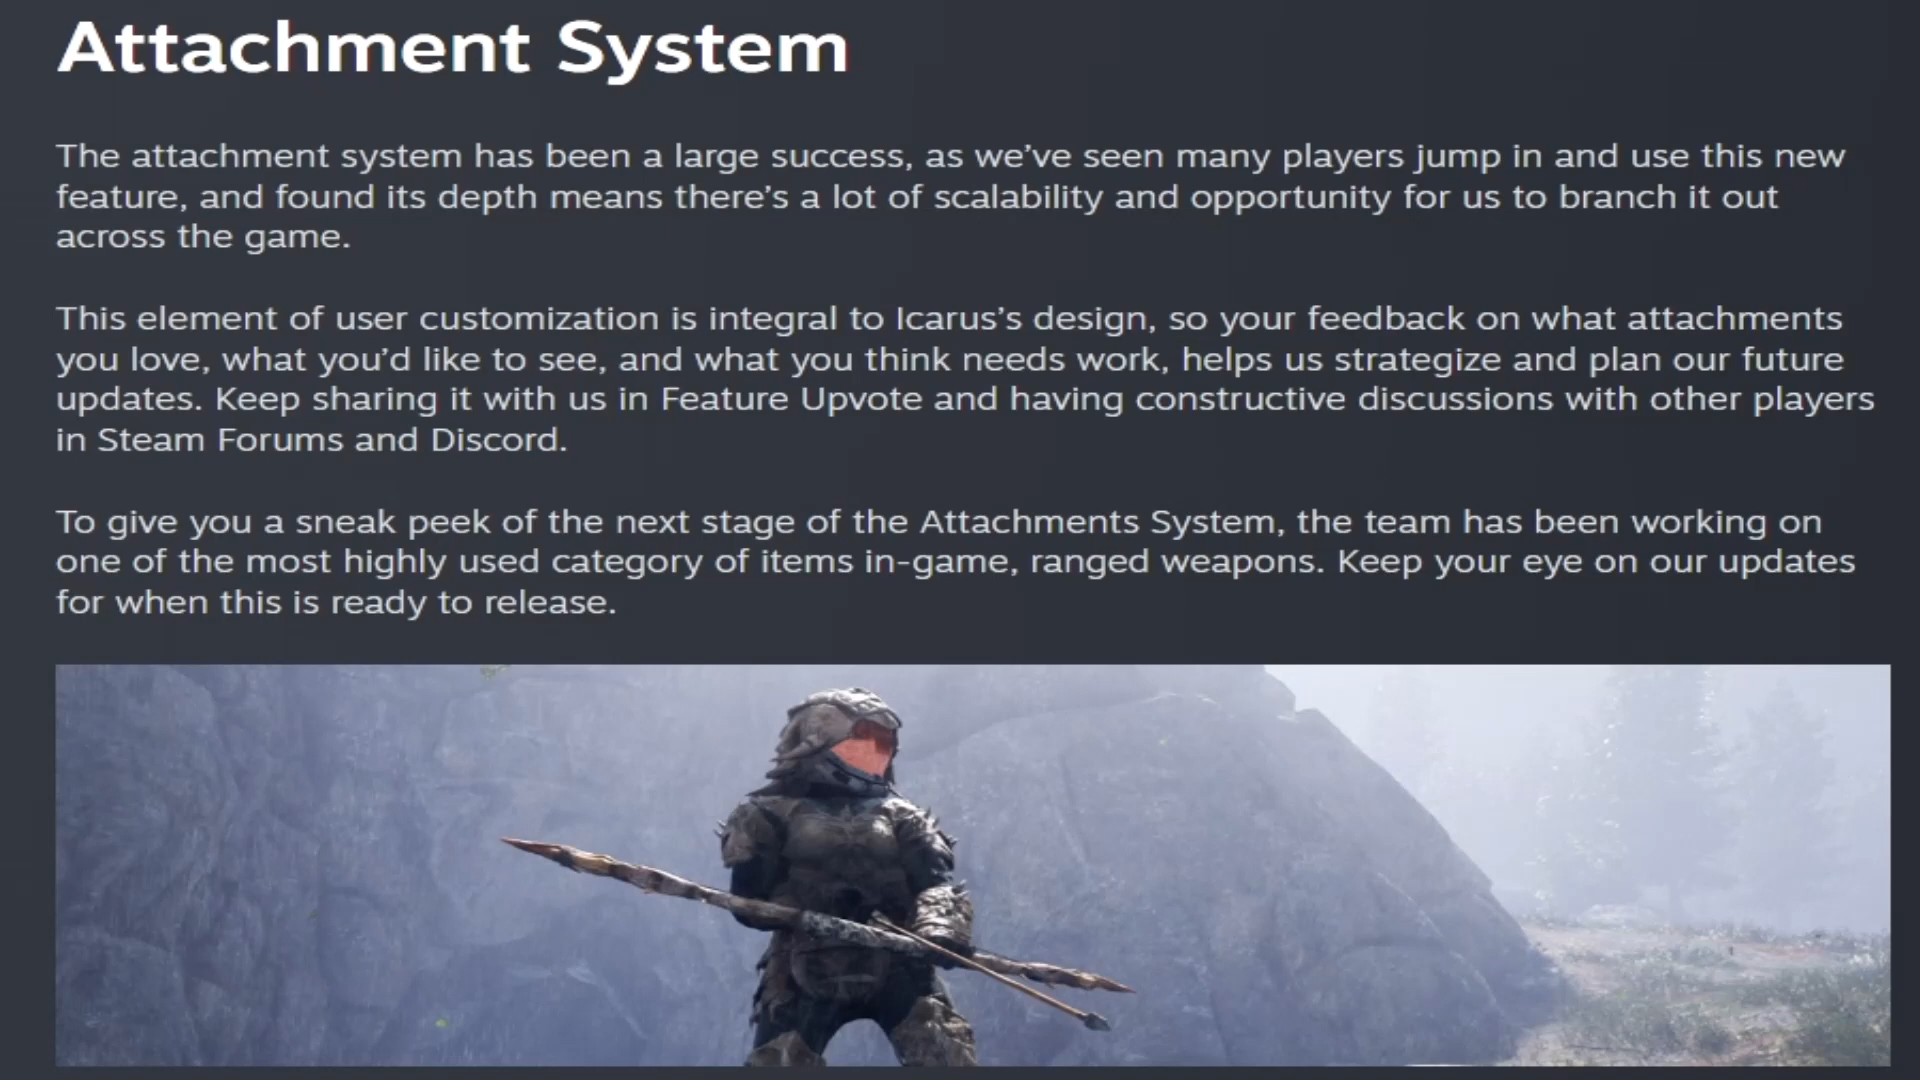 Attachment System
The attachment system has been a large success, as we’ve seen many players jump in and use this new
feature, and found its depth means there’s a lot of scalability and opportunity for us to branch it out
across the game.
This element of user customization is integral to Icarus’s design, so your feedback on what attachments
you love, what you’d like to see, and what you think needs work, helps us strategize and plan our future
updates. Keep sharing it with us in Feature Upvote and having constructive discussions with other players
in Steam Forums and Discord.
To give you a sneak peek of the next stage of the Attachments System, the team has been working on
one of the most highly used category of items in-game, ranged weapons. Keep your eye on our updates
for when this is ready to release.